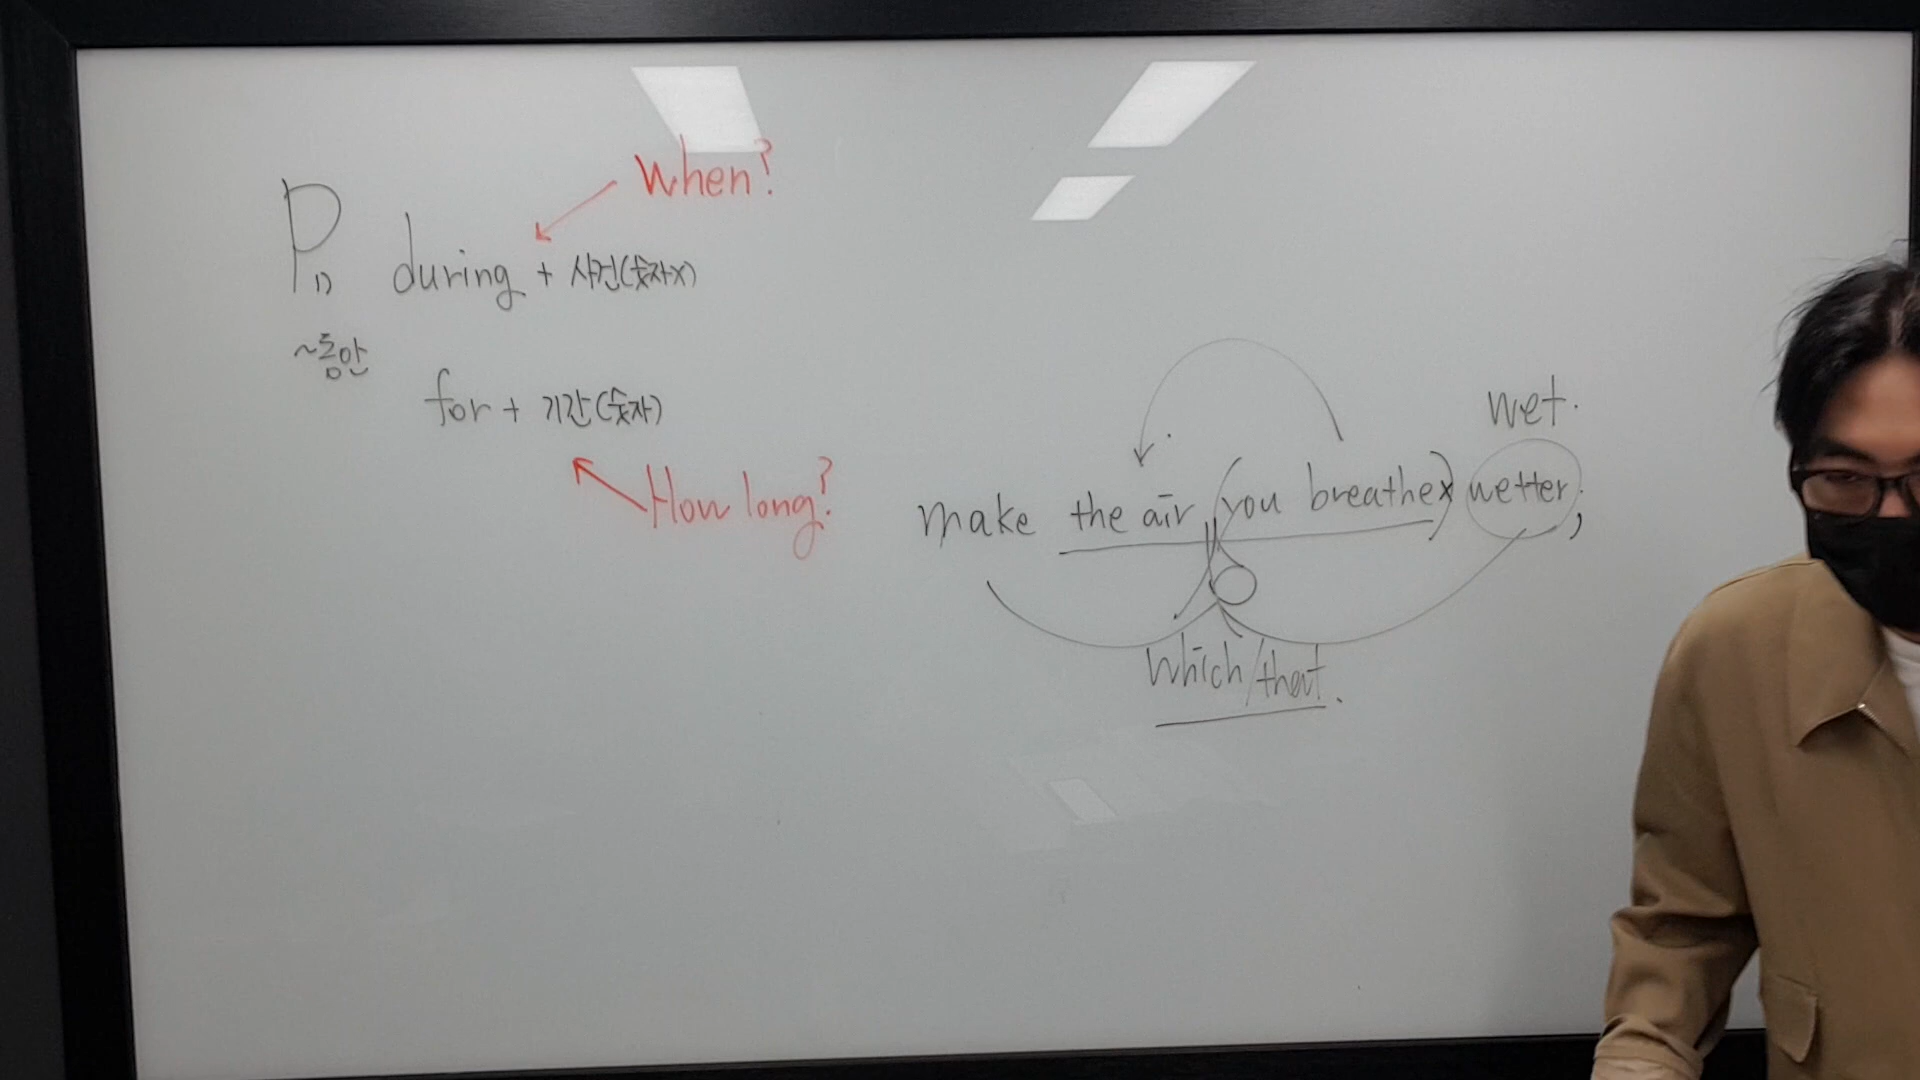 When?
P. 1) during + 사건(숫자x)
~동안
for + 기간(숫자)
How long?
wet.
make the air (you breathex) wetter;
which/that.